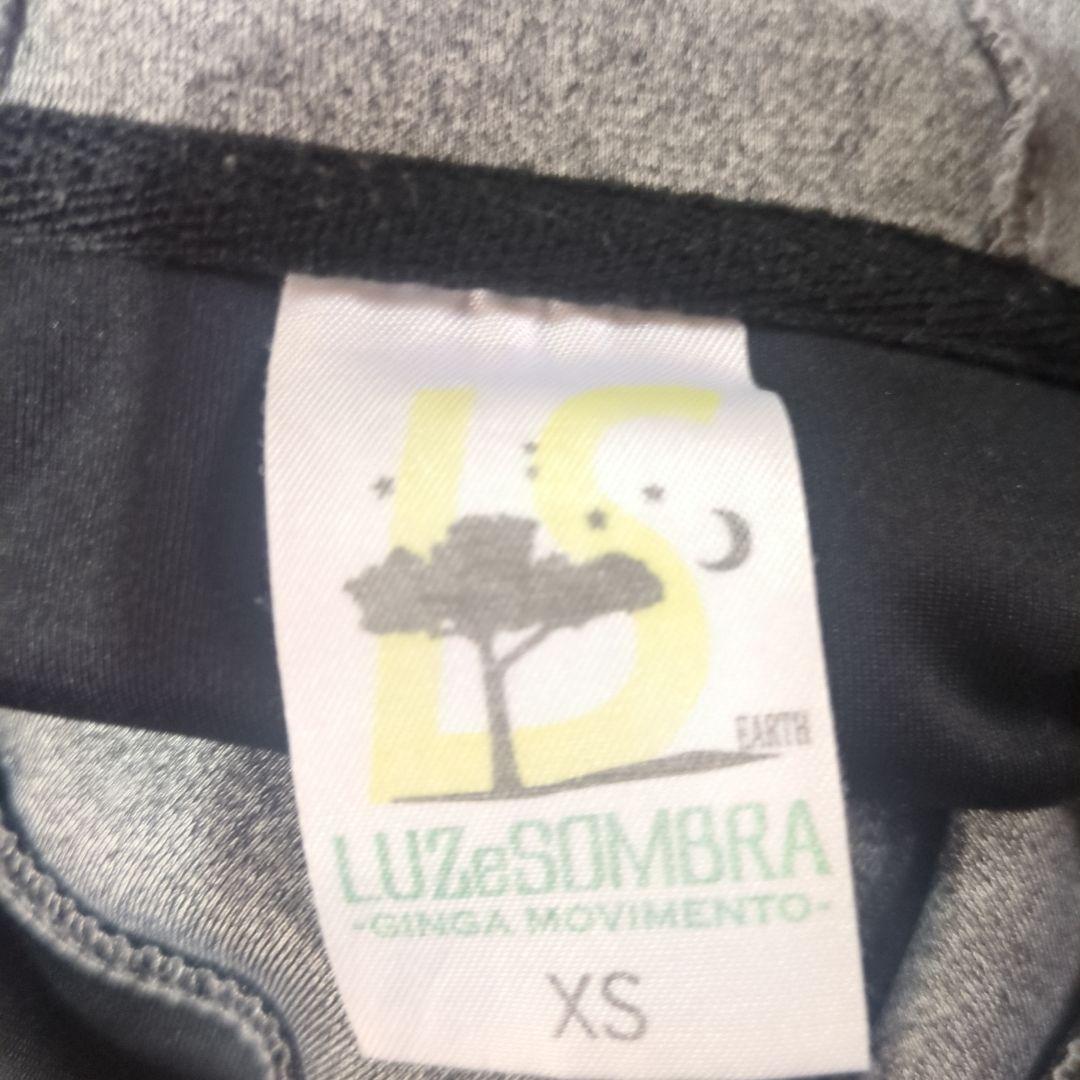 LS
EARTH
LUZeSOMBRA
-GINGA MOVIMENTO-
XS